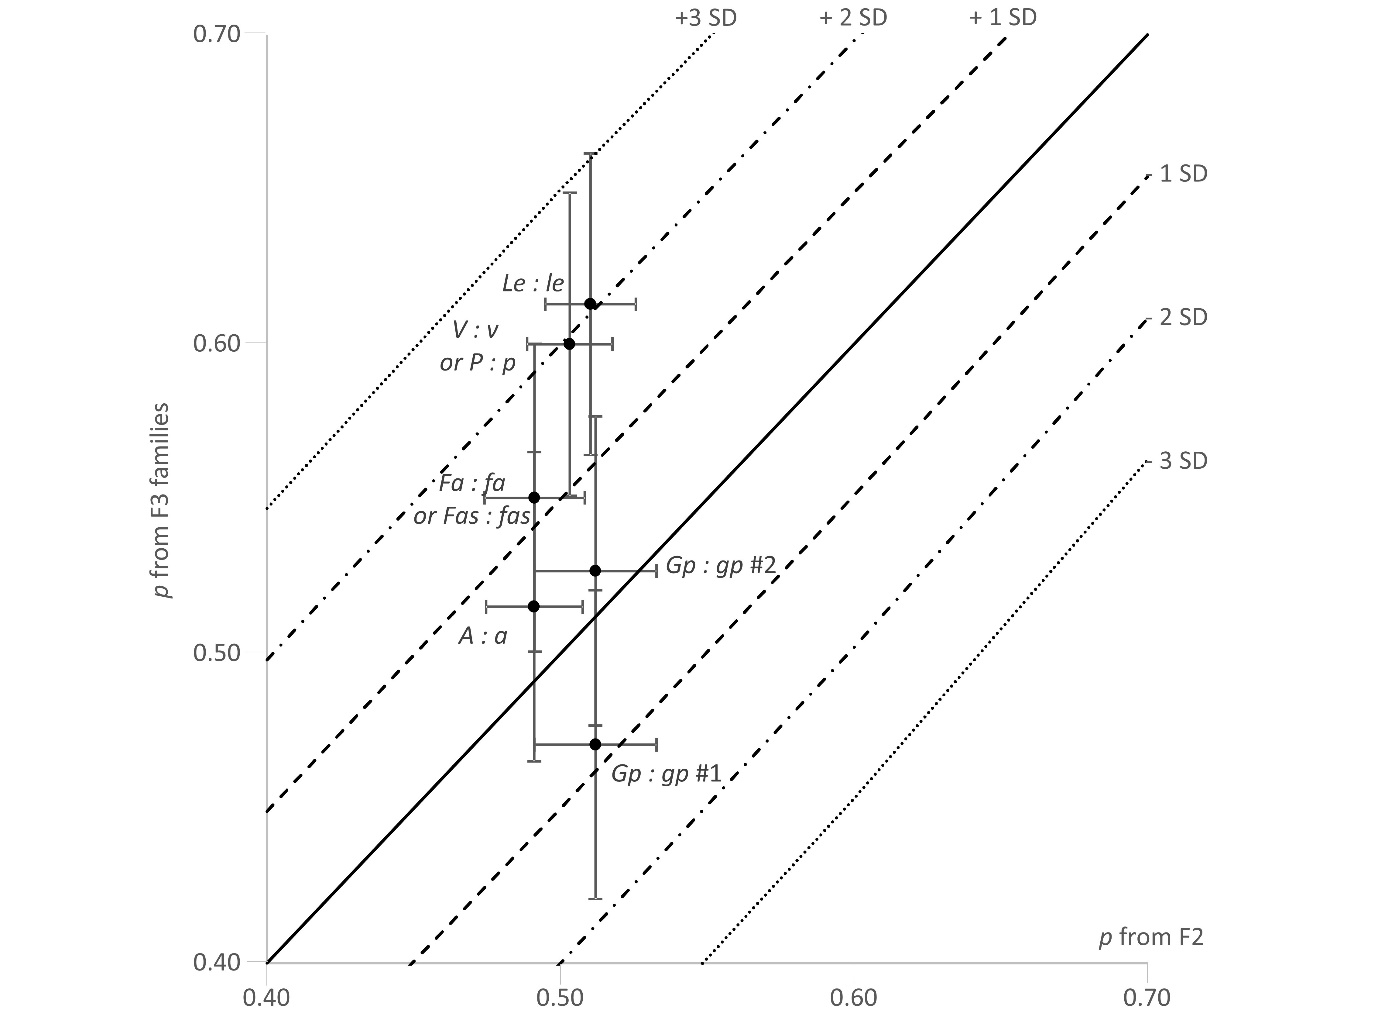 +3 SD
+ 2 SD
+ 1 SD
0.70
- 1 SD
Le : le
- 2 SD
V : v
0.60
or P : p
p from F3 families
- 3 SD
Fa : fa
or Fas : fas
Gp : gp #2
A : a
0.50
Gp : gp #1
p from F2
0.40
0.40
0.50
0.60
0.70